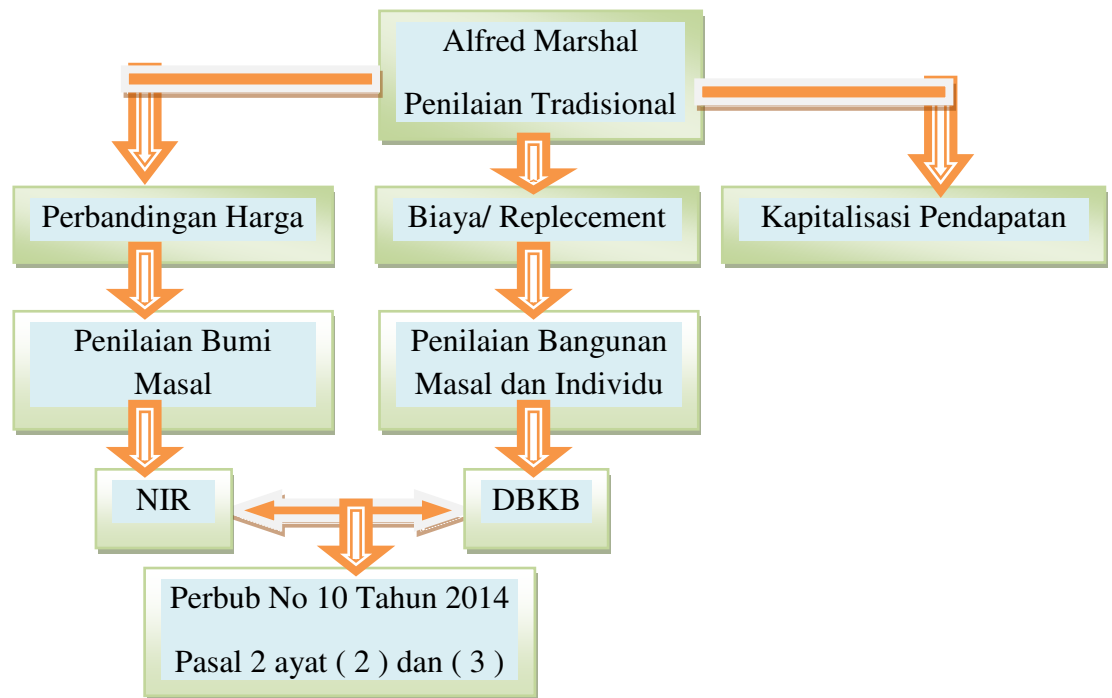 Alfred Marshal
Penilaian Tradisional
Perbandingan Harga
Biaya/ Replecement
Kapitalisasi Pendapatan
Penilaian Bumi
Masal
Penilaian Bangunan
Masal dan Individu
NIR
DBKB
Perbub No 10 Tahun 2014
Pasal 2 ayat ( 2 ) dan ( 3 )